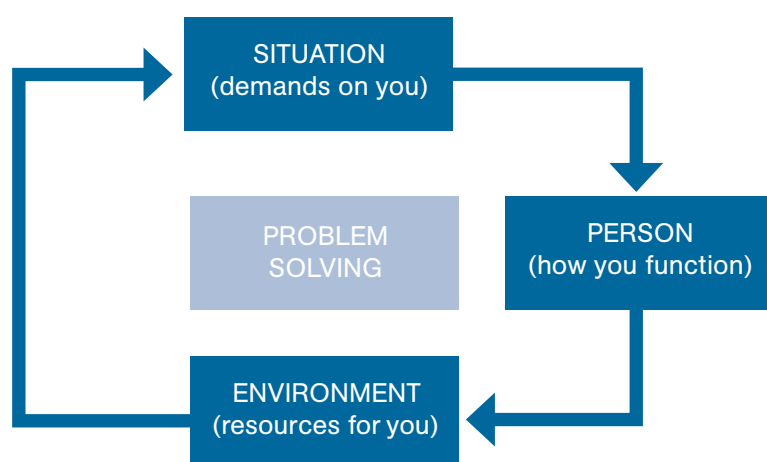 SITUATION
(demands on you)
PROBLEM
SOLVING
PERSON
(how you function)
ENVIRONMENT
(resources for you)